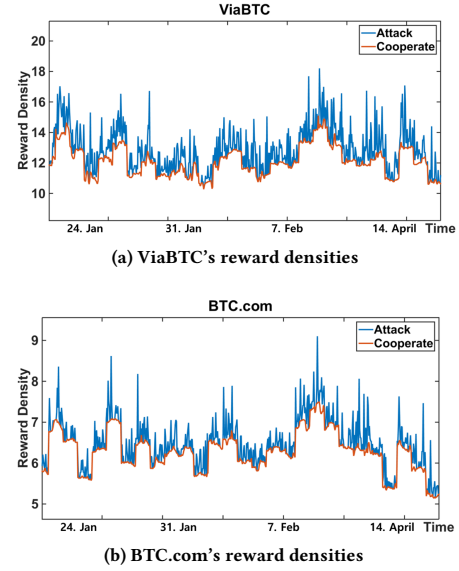 ViaBTC
Attack
Cooperate
Reward Density
20
18
16
14
12
10
24. Jan 31. Jan 7. Feb 14. April Time
(a) ViaBTC's reward densities
BTC.com
Attack
Cooperate
Reward Density
9
8
7
6
5
24. Jan 31. Jan 7. Feb 14. April Time
(b) BTC.com's reward densities